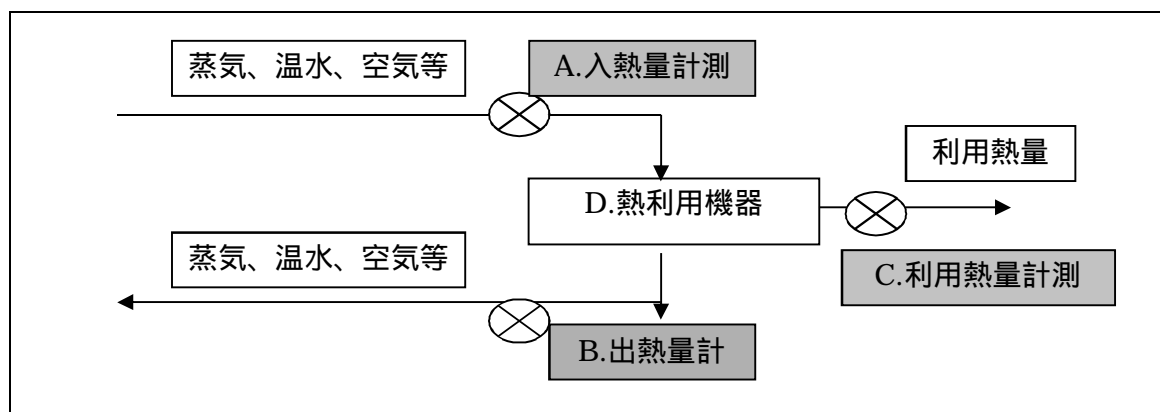 蒸気、温水、空気等
A.入熱量計測
利用熱量
D.熱利用機器
蒸気、温水、空気等
C.利用熱量計測
B.出熱量計